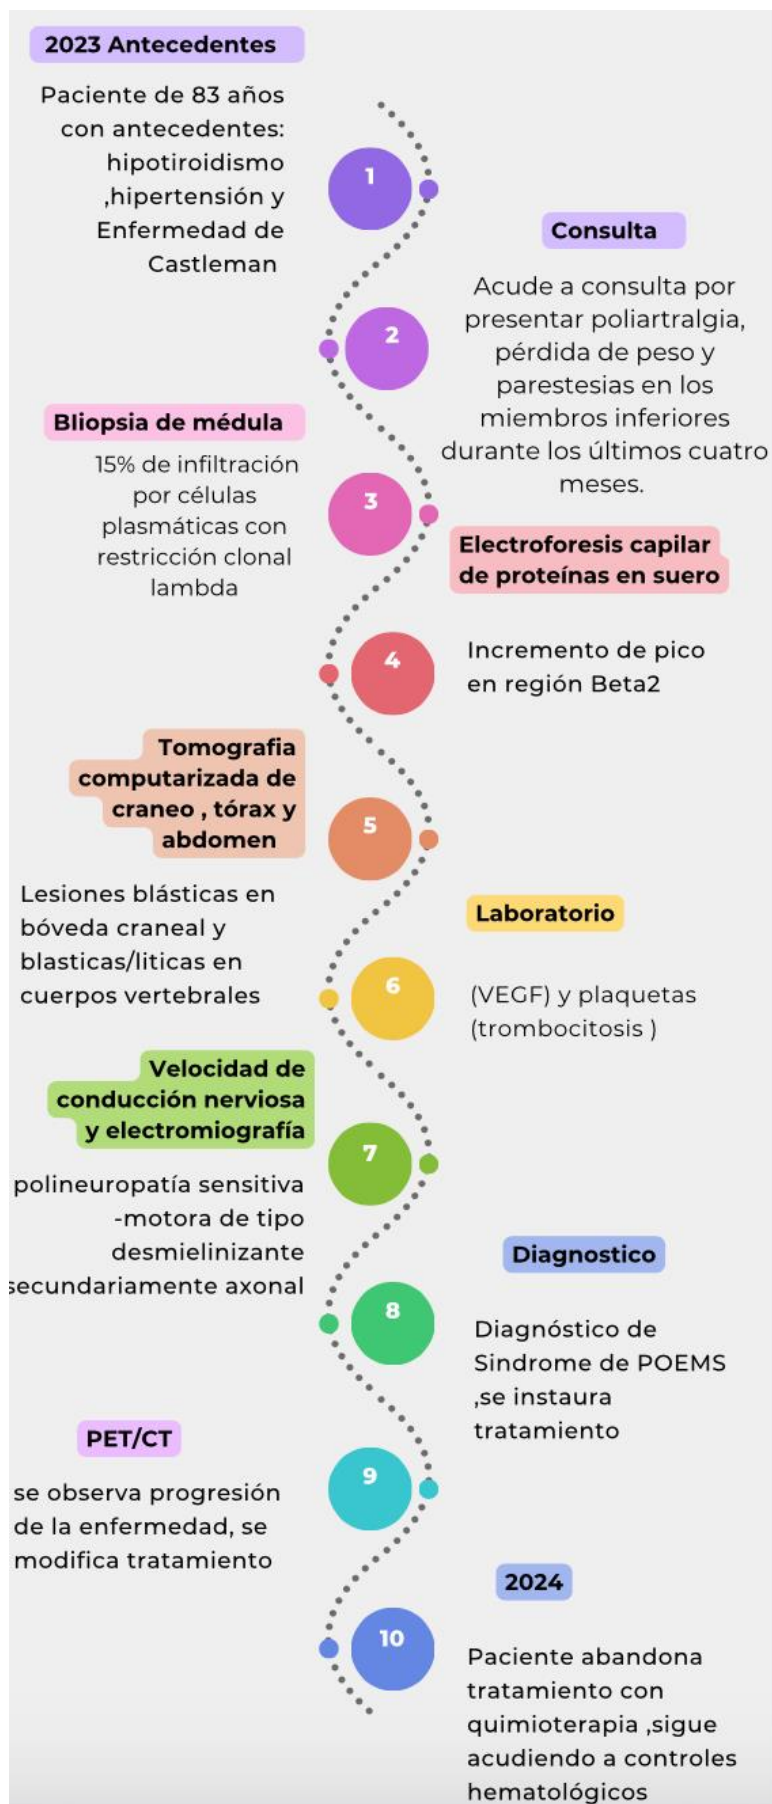 2023 Antecedentes
Paciente de 83 años
con antecedentes:
hipotiroidismo
,hipertensión y
Enfermedad de
Castleman
1
Consulta
Acude a consulta por
presentar poliartralgia,
pérdida de peso y
parestesias en los
miembros inferiores
durante los últimos cuatro
meses.
2
BIiopsia de médula
15% de infiltración
por células
plasmáticas con
restricción clonal
lambda
3
Electroforesis capilar
de proteínas en suero
Incremento de pico
en región Beta2
4
Tomografia
computarizada de
craneo , tórax y
abdomen
Lesiones blásticas en
bóveda craneal y
blasticas/liticas en
cuerpos vertebrales
5
Laboratorio
(VEGF) y plaquetas
(trombocitosis )
6
Velocidad de
conducción nerviosa
y electromiografía
polineuropatía sensitiva
-motora de tipo
desmielinizante
secundariamente axonal
7
Diagnostico
Diagnóstico de
Sindrome de POEMS
,se instaura
tratamiento
8
PET/CT
se observa progresión
de la enfermedad, se
modifica tratamiento
9
2024
Paciente abandona
tratamiento con
quimioterapia ,sigue
acudiendo a controles
hematológicos
10